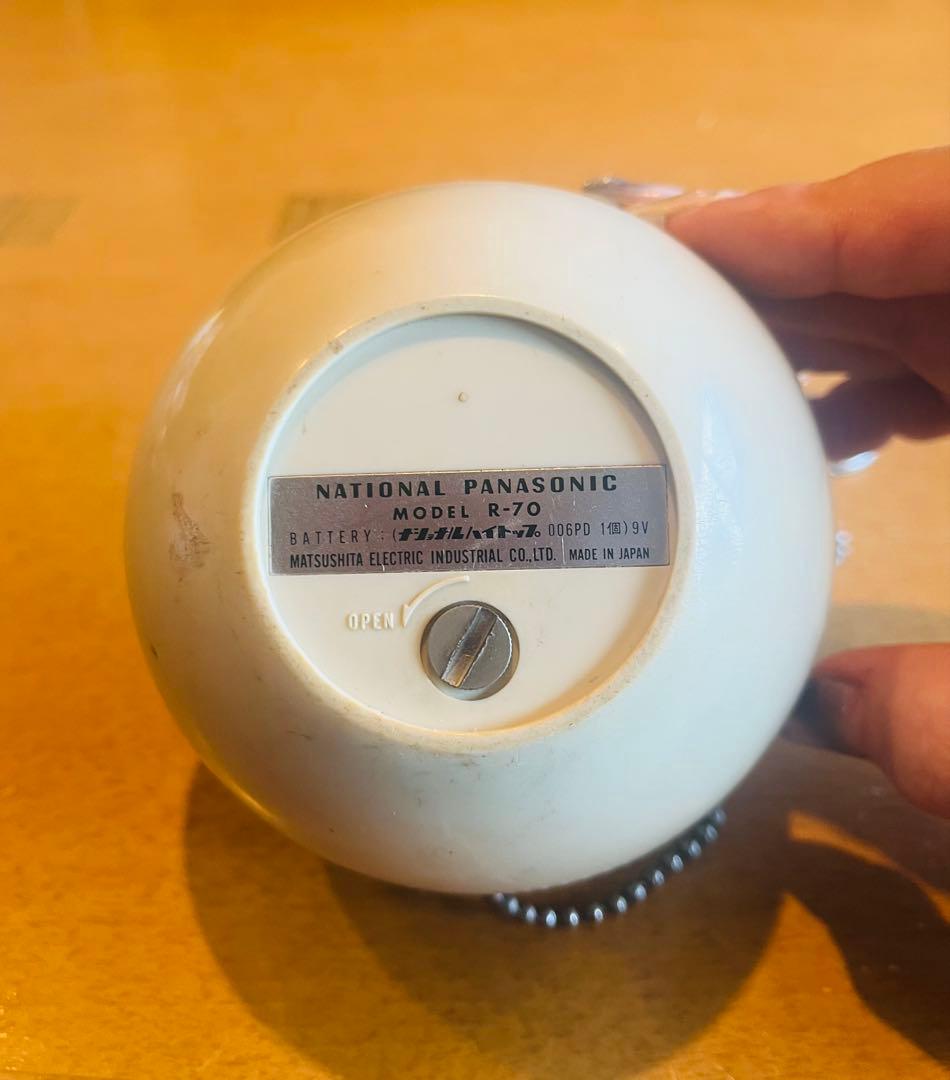 NATIONAL PANASONIC
MODEL R-70
BATTERY : (ナショナルハイトップ 006PD 1個) 9V
MATSUSHITA ELECTRIC INDUSTRIAL CO.,LTD. MADE IN JAPAN
OPEN